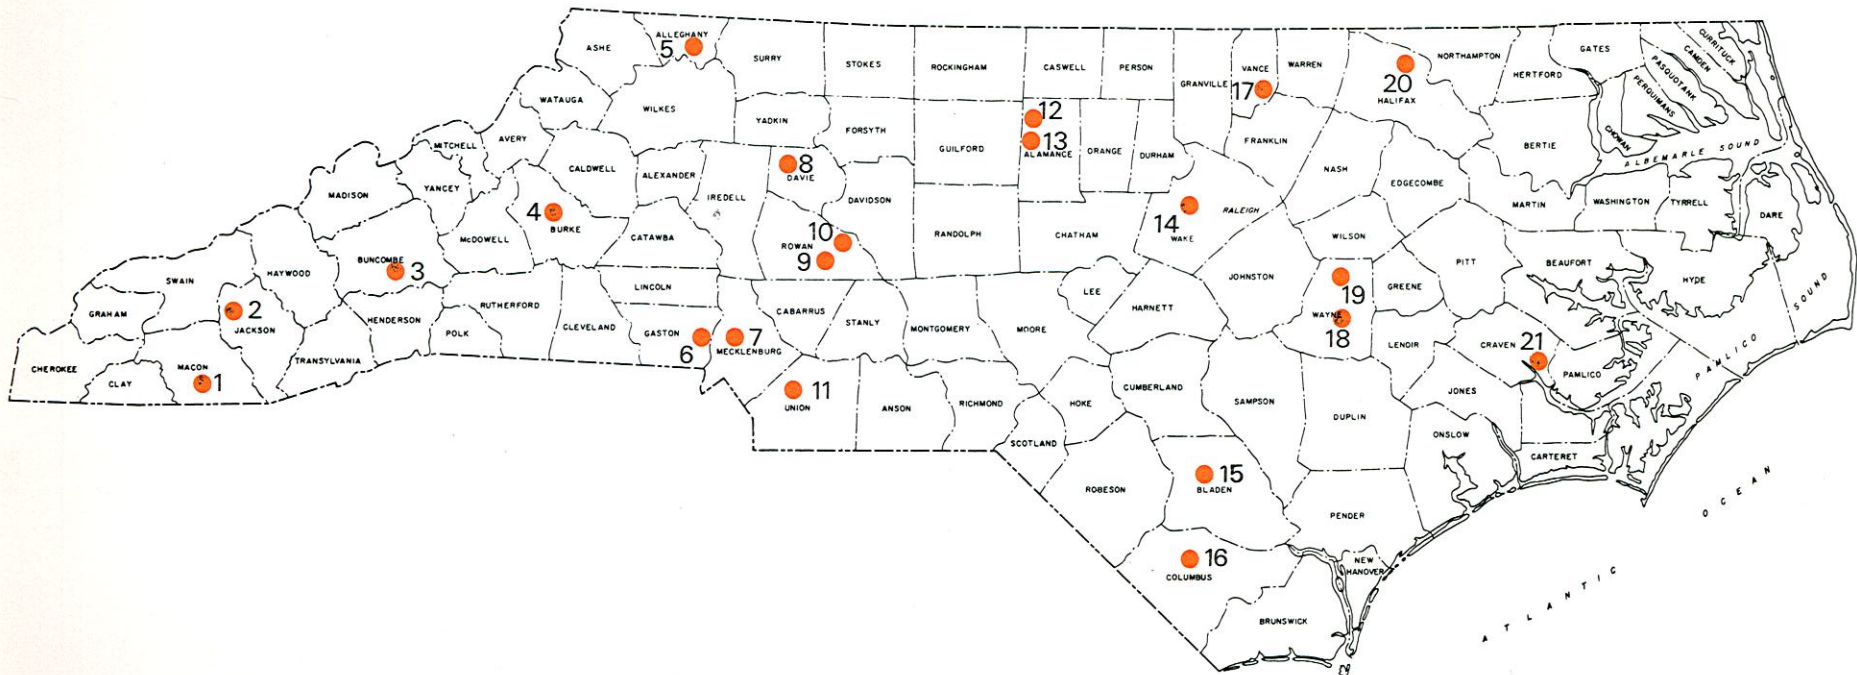 ASHE
5
ALLEGHANY
SURRY
STOKES
ROCKINGHAM
CASWELL
PERSON
GRANVILLE
VANCE
17
WARREN
20
HALIFAX
NORTHAMPTON
HERTFORD
GATES
CURRITUCK
CAMDEN
PASQUOTANK
PERQUIMANS
CHOWAN
WATAUGA
WILKES
YADKIN
FORSYTH
GUILFORD
12
13
ALAMANCE
ORANGE
DURHAM
FRANKLIN
NASH
EDGECOMBE
BERTIE
ALBEMARLE SOUND
MITCHELL
AVERY
CALDWELL
ALEXANDER
IREDELL
8
DAVIE
DAVIDSON
MADISON
YANCEY
4
BURKE
McDOWELL
CATAWBA
10
ROWAN
9
RANDOLPH
CHATHAM
14
WAKE
RALEIGH
WILSON
MARTIN
WASHINGTON
TYRRELL
DARE
SWAIN
HAYWOOD
BUNCOMBE
3
RUTHERFORD
LINCOLN
CABARRUS
STANLY
MONTGOMERY
MOORE
LEE
HARNETT
JOHNSTON
19
WAYNE
18
GREENE
PITT
BEAUFORT
HYDE
PAMLICO SOUND
GRAHAM
2
JACKSON
HENDERSON
POLK
CLEVELAND
GASTON
6
7
MECKLENBURG
LENOIR
CRAVEN
21
PAMLICO
CHEROKEE
CLAY
MACON
1
TRANSYLVANIA
11
UNION
ANSON
RICHMOND
SCOTLAND
HOKE
CUMBERLAND
SAMPSON
DUPLIN
JONES
ONSLOW
CARTERET
ROBESON
15
BLADEN
PENDER
16
COLUMBUS
NEW
HANOVER
BRUNSWICK
ATLANTIC OCEAN